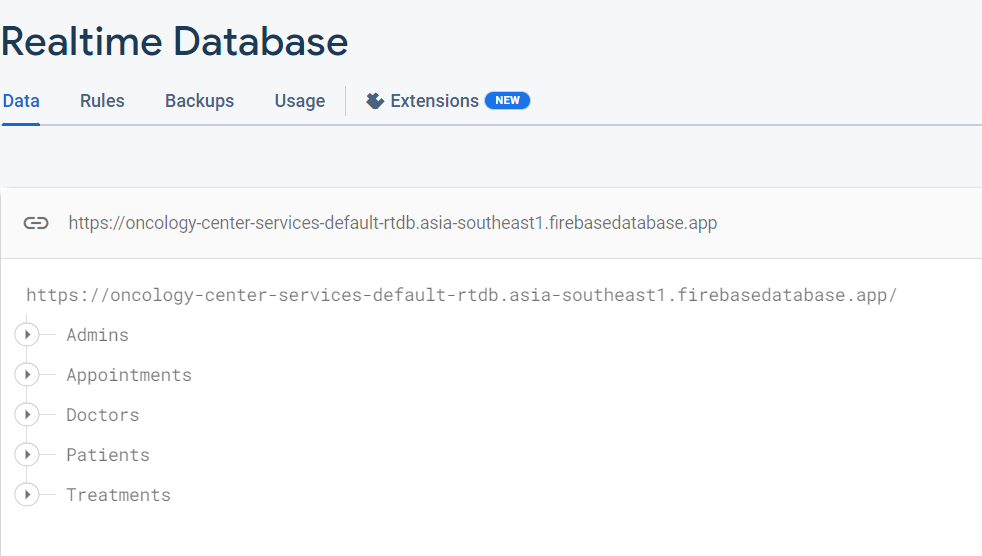 Realtime Database
Data Rules Backups Usage Extensions NEW
https://oncology-center-services-default-rtdb.asia-southeast1.firebasedatabase.app
https://oncology-center-services-default-rtdb.asia-southeast1.firebasedatabase.app/
Admins
Appointments
Doctors
Patients
Treatments